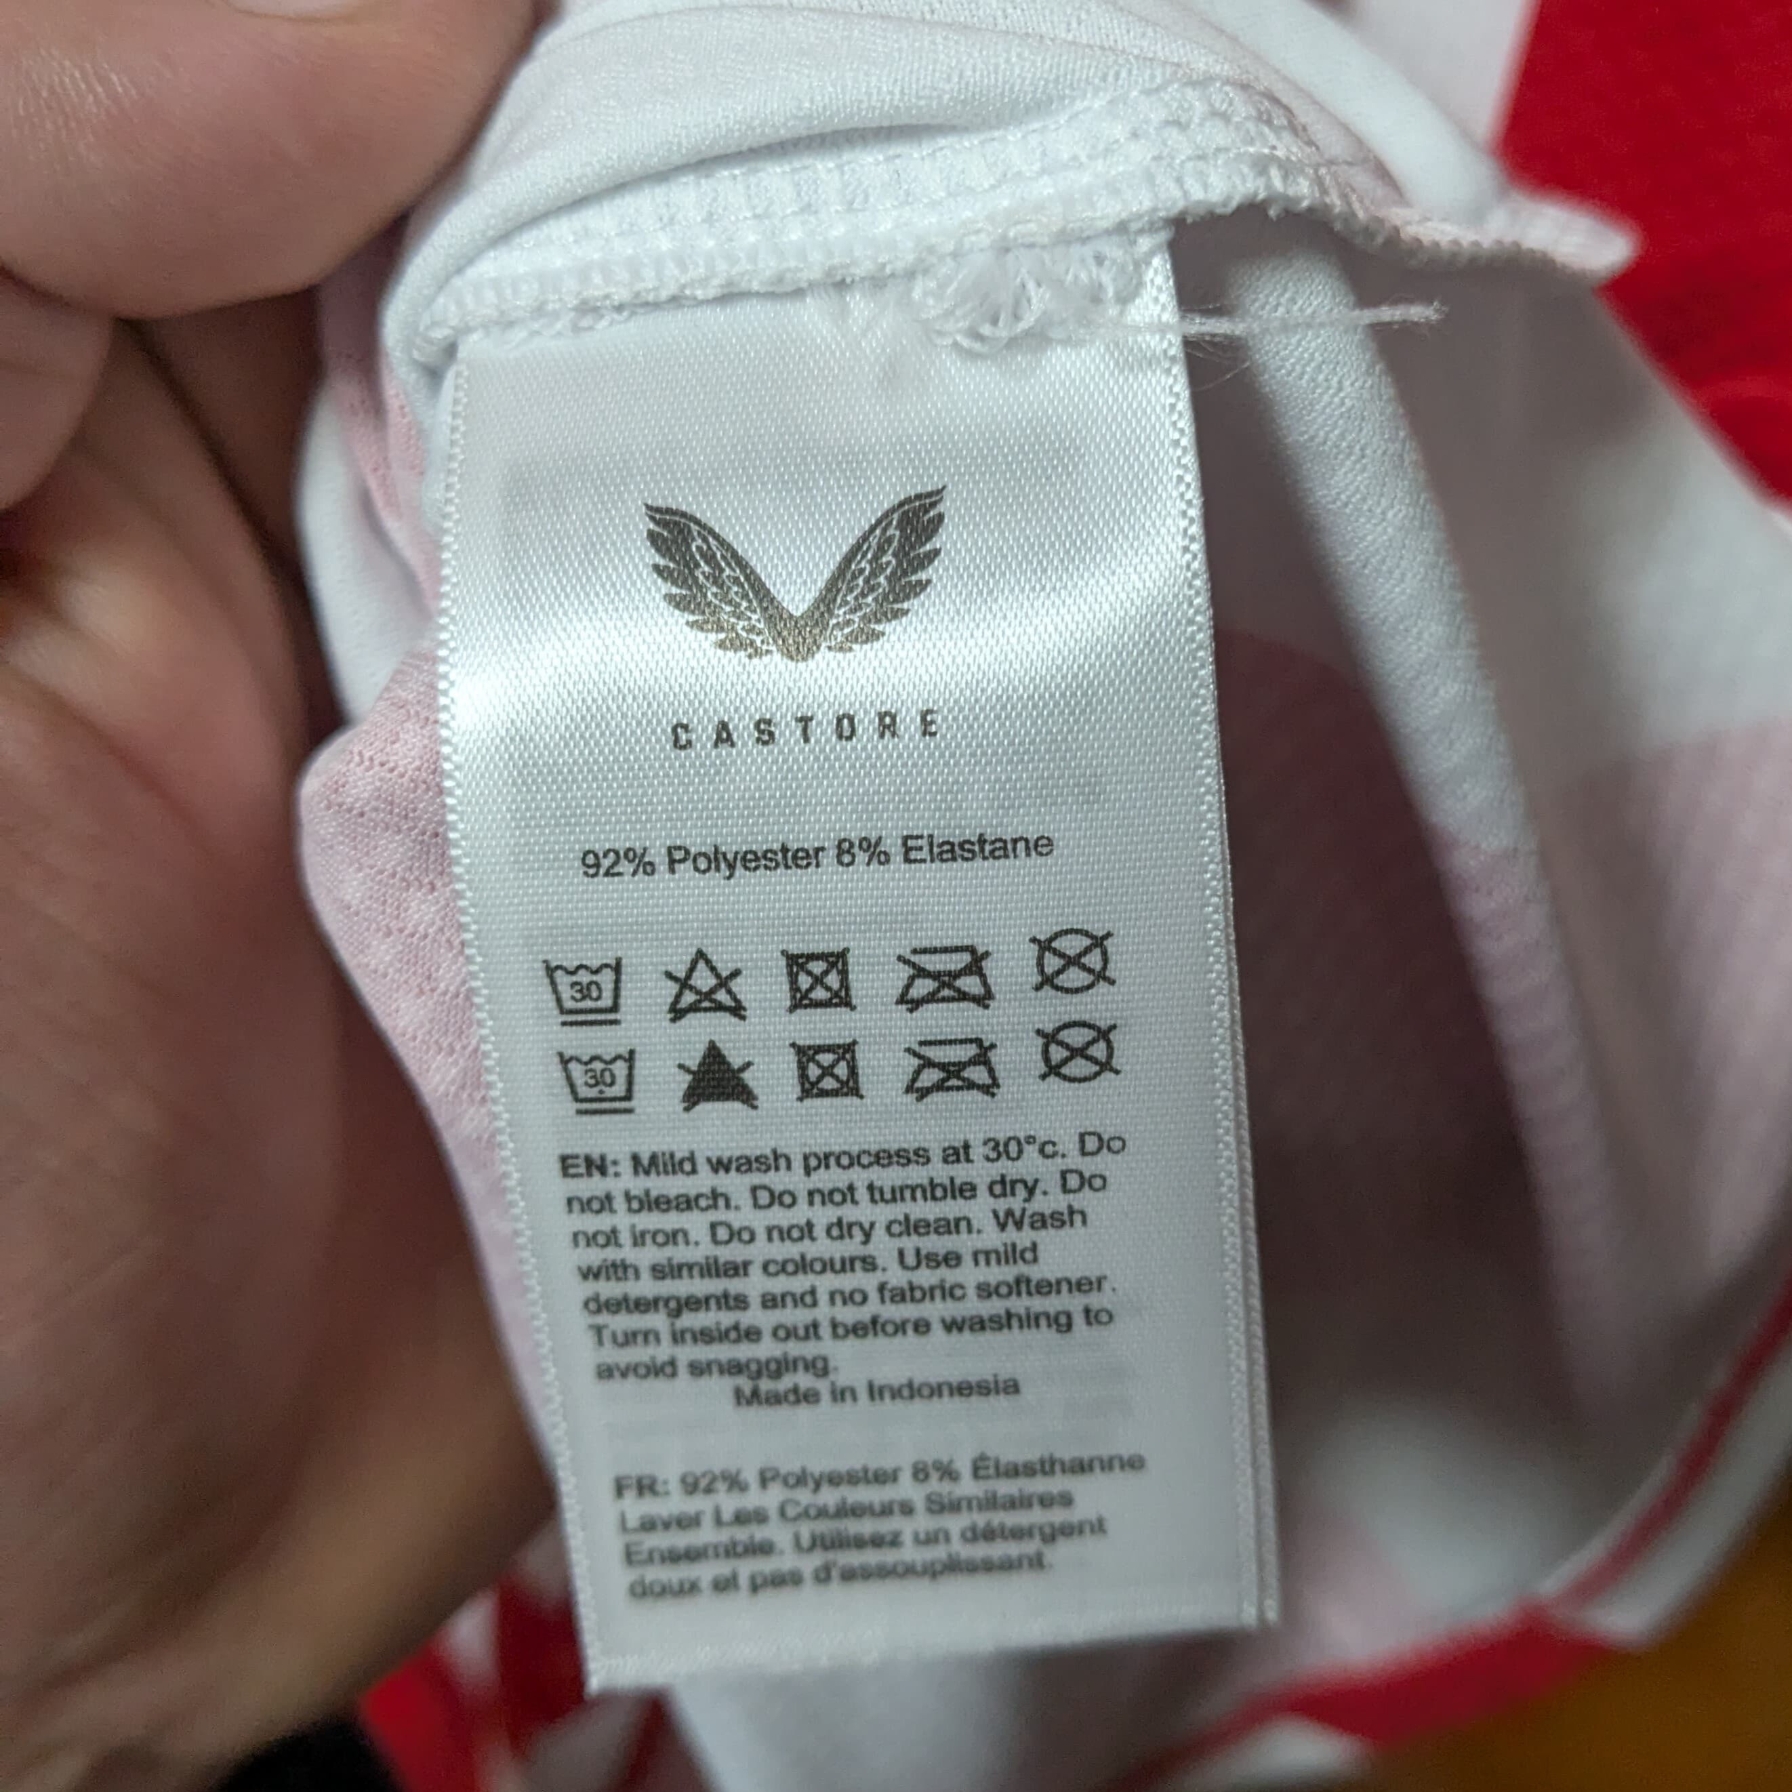 CASTORE
92% Polyester 8% Elastane
30
30
EN: Mild wash process at 30°c. Do
not bleach. Do not tumble dry. Do
not iron. Do not dry clean. Wash
with similar colours. Use mild
detergents and no fabric softener.
Turn inside out before washing to
avoid snagging.
Made in Indonesia
FR: 92% Polyester 8% Élasthanne
Laver Les Couleurs Similaires
Ensemble. Utilisez un détergent
doux et pas d'assouplissant.